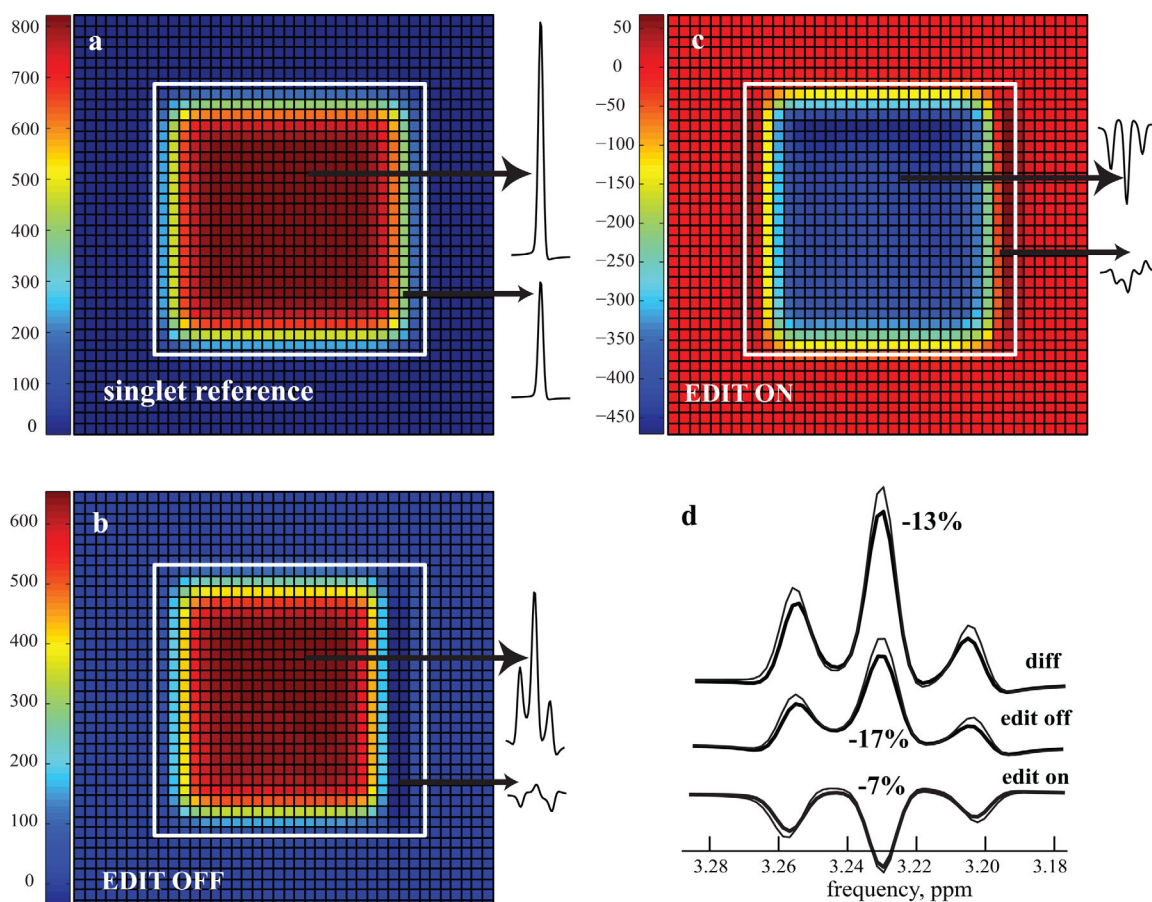 a
800
700
600
500
400
300
200
100
0
singlet reference
c
50
0
−50
−100
−150
−200
−250
−300
−350
−400
−450
EDIT ON
b
600
500
400
300
200
100
0
EDIT OFF
d
-13%
diff
edit off
-17%
edit on
-7%
3.28 3.26 3.24 3.22 3.20 3.18
frequency, ppm